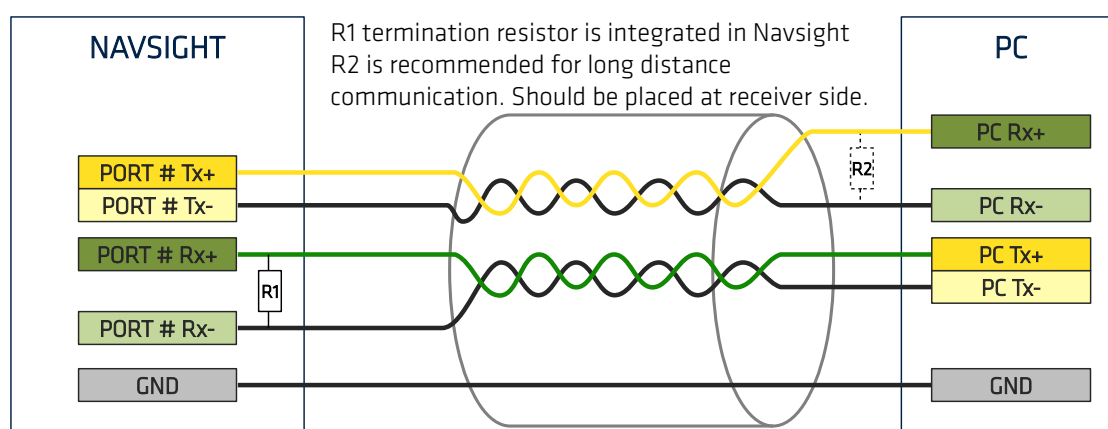 NAVSIGHT
R1 termination resistor is integrated in Navsight
R2 is recommended for long distance
communication. Should be placed at receiver side.
PC
PC Rx+
R2
PORT # Tx+
PORT # Tx-
PC Rx-
PORT # Rx+
PC Tx+
R1
PC Tx-
PORT # Rx-
GND
GND